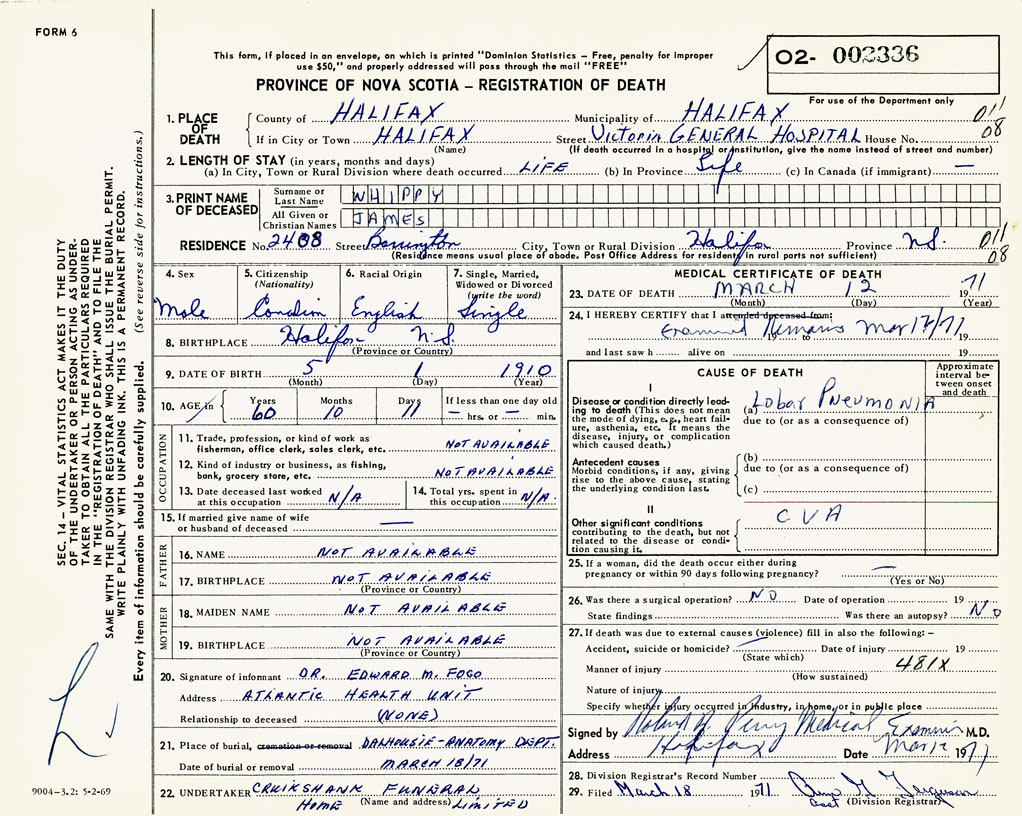 FORM 6
This form, if placed in an envelope, on which is printed "Dominion Statistics – Free, penalty for improper
use $50," and properly addressed will pass through the mail "FREE"
O2- 002336
PROVINCE OF NOVA SCOTIA – REGISTRATION OF DEATH
For use of the Department only
1. PLACE OF DEATH
County of HALIFAX Municipality of HALIFAX 011
If in City or Town HALIFAX Street Victoria GENERAL HOSPITAL House No. 08
(Name) (If death occurred in a hospital or institution, give the name instead of street and number)
2. LENGTH OF STAY (in years, months and days)
(a) In City, Town or Rural Division where death occurred LIFE (b) In Province Life (c) In Canada (if immigrant) —
3. PRINT NAME OF DECEASED
Surname or Last Name WHIPPY
All Given or Christian Names JAMES
RESIDENCE No. 2408 Street Barrington City, Town or Rural Division Halifax Province N.S. 011
08
(Residence means usual place of abode. Post Office Address for residents in rural parts not sufficient)
4. Sex
Male
5. Citizenship
(Nationality)
6. Racial Origin
English
7. Single, Married,
Widowed or Divorced
(write the word)
Single
8. BIRTHPLACE Halifax N.S.
(Province or Country)
9. DATE OF BIRTH 5 1 1910
(Month) (Day) (Year)
10. AGE in Years 60 Months 10 Days 11 If less than one day old
— hrs. or — min.
OCCUPATION
11. Trade, profession, or kind of work as
fisherman, office clerk, sales clerk, etc. NOT AVAILABLE
12. Kind of industry or business, as fishing,
bank, grocery store, etc. NOT AVAILABLE
13. Date deceased last worked
at this occupation N/A
14. Total yrs. spent in
this occupation N/A.
15. If married give name of wife
or husband of deceased —
FATHER
16. NAME NOT AVAILABLE
17. BIRTHPLACE NOT AVAILABLE
(Province or Country)
MOTHER
18. MAIDEN NAME NOT AVAILABLE
19. BIRTHPLACE NOT AVAILABLE
(Province or Country)
20. Signature of informant DR. EDWARD M. FOGO
Address ATLANTIC HEALTH UNIT
Relationship to deceased (NONE)
21. Place of burial, cremation or removal DALHOUSIE-ANATOMY DEPT.
Date of burial or removal MARCH 18/71
22. UNDERTAKER CRUIKSHANK FUNERAL
HOME (Name and address) LIMITED
MEDICAL CERTIFICATE OF DEATH
23. DATE OF DEATH MARCH 12 1971
(Month) (Day) (Year)
24. I HEREBY CERTIFY that I attended deceased from:
Examined Remains 19 to Mar 12/71 19
and last saw h alive on 19
CAUSE OF DEATH
Approximate
interval be-
tween onset
and death
I
Disease or condition directly lead-
ing to death (This does not mean
the mode of dying, e.g., heart fail-
ure, asthenia, etc. It means the
disease, injury, or complication
which caused death.)
(a) Lobar Pneumonia
due to (or as a consequence of)
Antecedent causes
Morbid conditions, if any, giving
rise to the above cause, stating
the underlying condition last.
(b)
due to (or as a consequence of)
(c)
II
Other significant conditions
contributing to the death, but not
related to the disease or condi-
tion causing it.
CVA
25. If a woman, did the death occur either during
pregnancy or within 90 days following pregnancy? —
(Yes or No)
26. Was there a surgical operation? NO Date of operation 19
State findings Was there an autopsy? No
27. If death was due to external causes (violence) fill in also the following: –
Accident, suicide or homicide? Date of injury 19
(State which)
Manner of injury 481X
(How sustained)
Nature of injury
Specify whether injury occurred in industry, in home, or in public place
Signed by Perry Medical Examiner M.D.
Address Halifax Date Mar 12 1971
28. Division Registrar's Record Number
29. Filed March 18 1971 Ferguson
(Division Registrar)
SEC. 14 – VITAL STATISTICS ACT MAKES IT THE DUTY
OF THE UNDERTAKER OR PERSON ACTING AS UNDER-
TAKER TO OBTAIN ALL THE PARTICULARS REQUIRED
IN THE "REGISTRATION OF DEATH" AND TO FILE THE
SAME WITH THE DIVISION REGISTRAR WHO SHALL ISSUE THE BURIAL PERMIT.
WRITE PLAINLY WITH UNFADING INK. THIS IS A PERMANENT RECORD.
Every item of information should be carefully supplied. (See reverse side for instructions.)
9004-3.2: 5-2-69